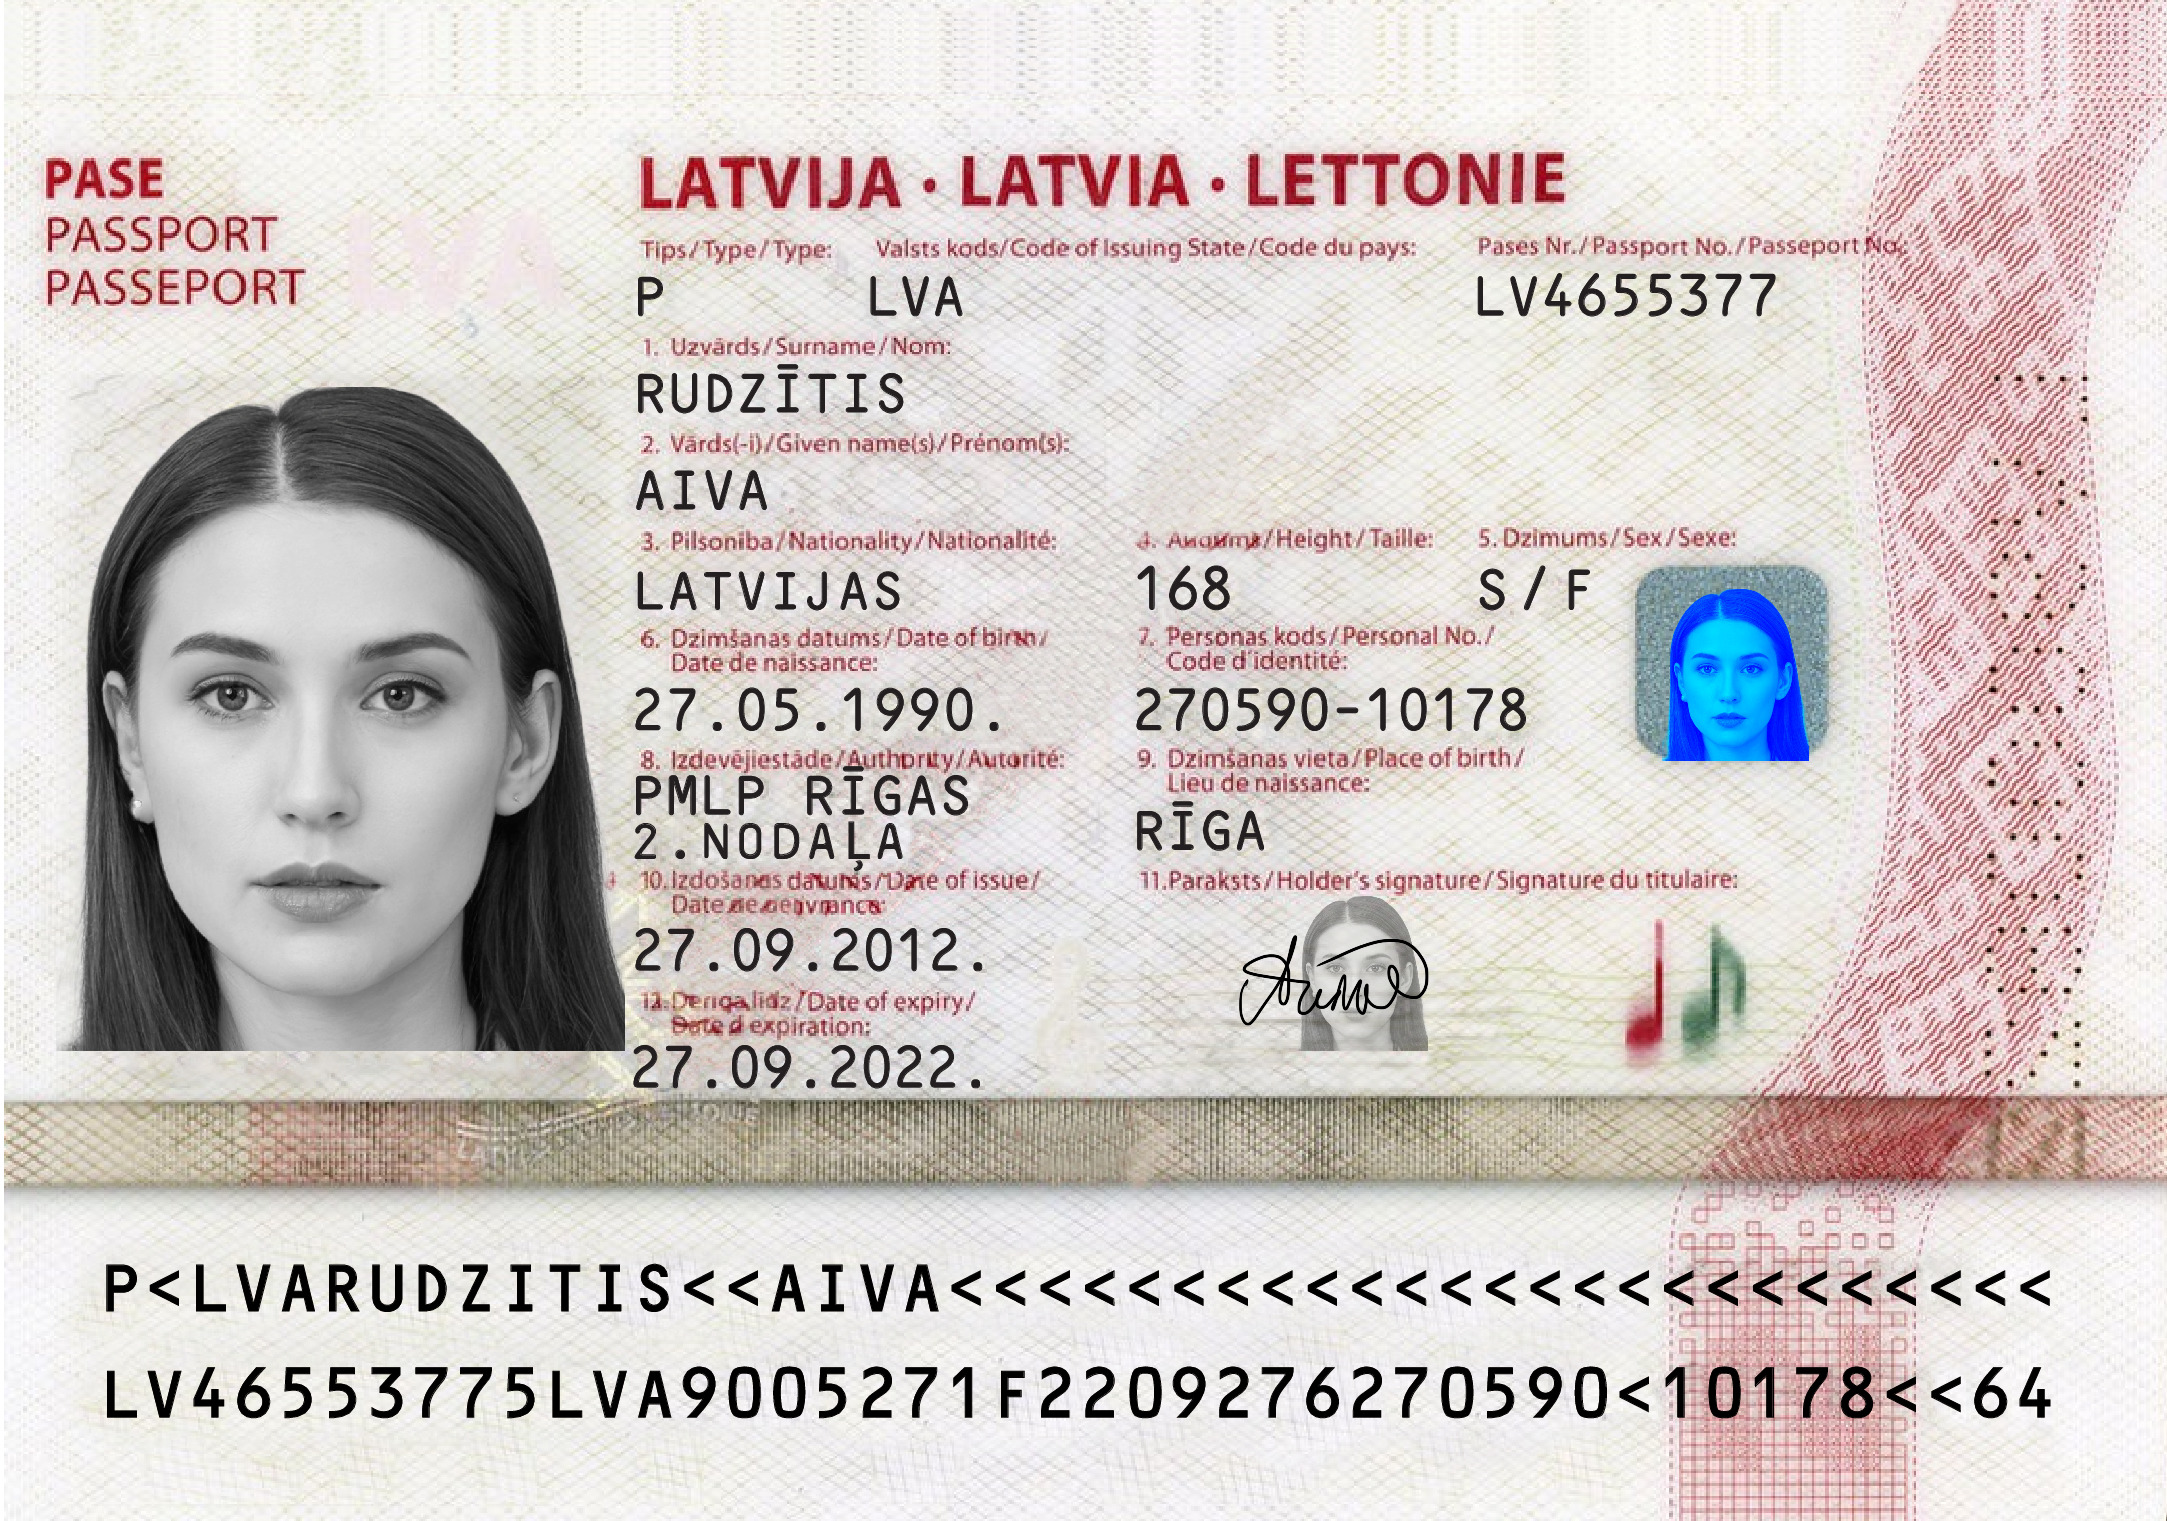 PASE
PASSPORT
PASSEPORT
LVA
LATVIJA · LATVIA · LETTONIE
Tips/Type/Type: Valsts kods/Code of Issuing State/Code du pays: Pases Nr./Passport No./Passeport No.:
P LVA LV4655377
1. Uzvārds/Surname/Nom:
RUDZĪTIS
2. Vārds(-i)/Given name(s)/Prénom(s):
AIVA
3. Pilsonība/Nationality/Nationalité: 4. Augums/Height/Taille: 5. Dzimums/Sex/Sexe:
LATVIJAS 168 S/F
6. Dzimšanas datums/Date of birth/
Date de naissance:
7. Personas kods/Personal No./
Code d'identité:
27.05.1990. 270590-10178
8. Izdevējiestāde/Authority/Autorité:
PMLP RĪGAS
2.NODAĻA
9. Dzimšanas vieta/Place of birth/
Lieu de naissance:
RĪGA
10. Izdošanas datums/Date of issue/
Date de
27.09.2012.
11. Paraksts/Holder's signature/Signature du titulaire:
12. līdz/Date of expiry/
Date d'expiration:
27.09.2022.
P<LVARUDZITIS<<AIVA<<<<<<<<<<<<<<<<<<<<<<<<<
LV46553775LVA9005271F2209276270590<10178<<64